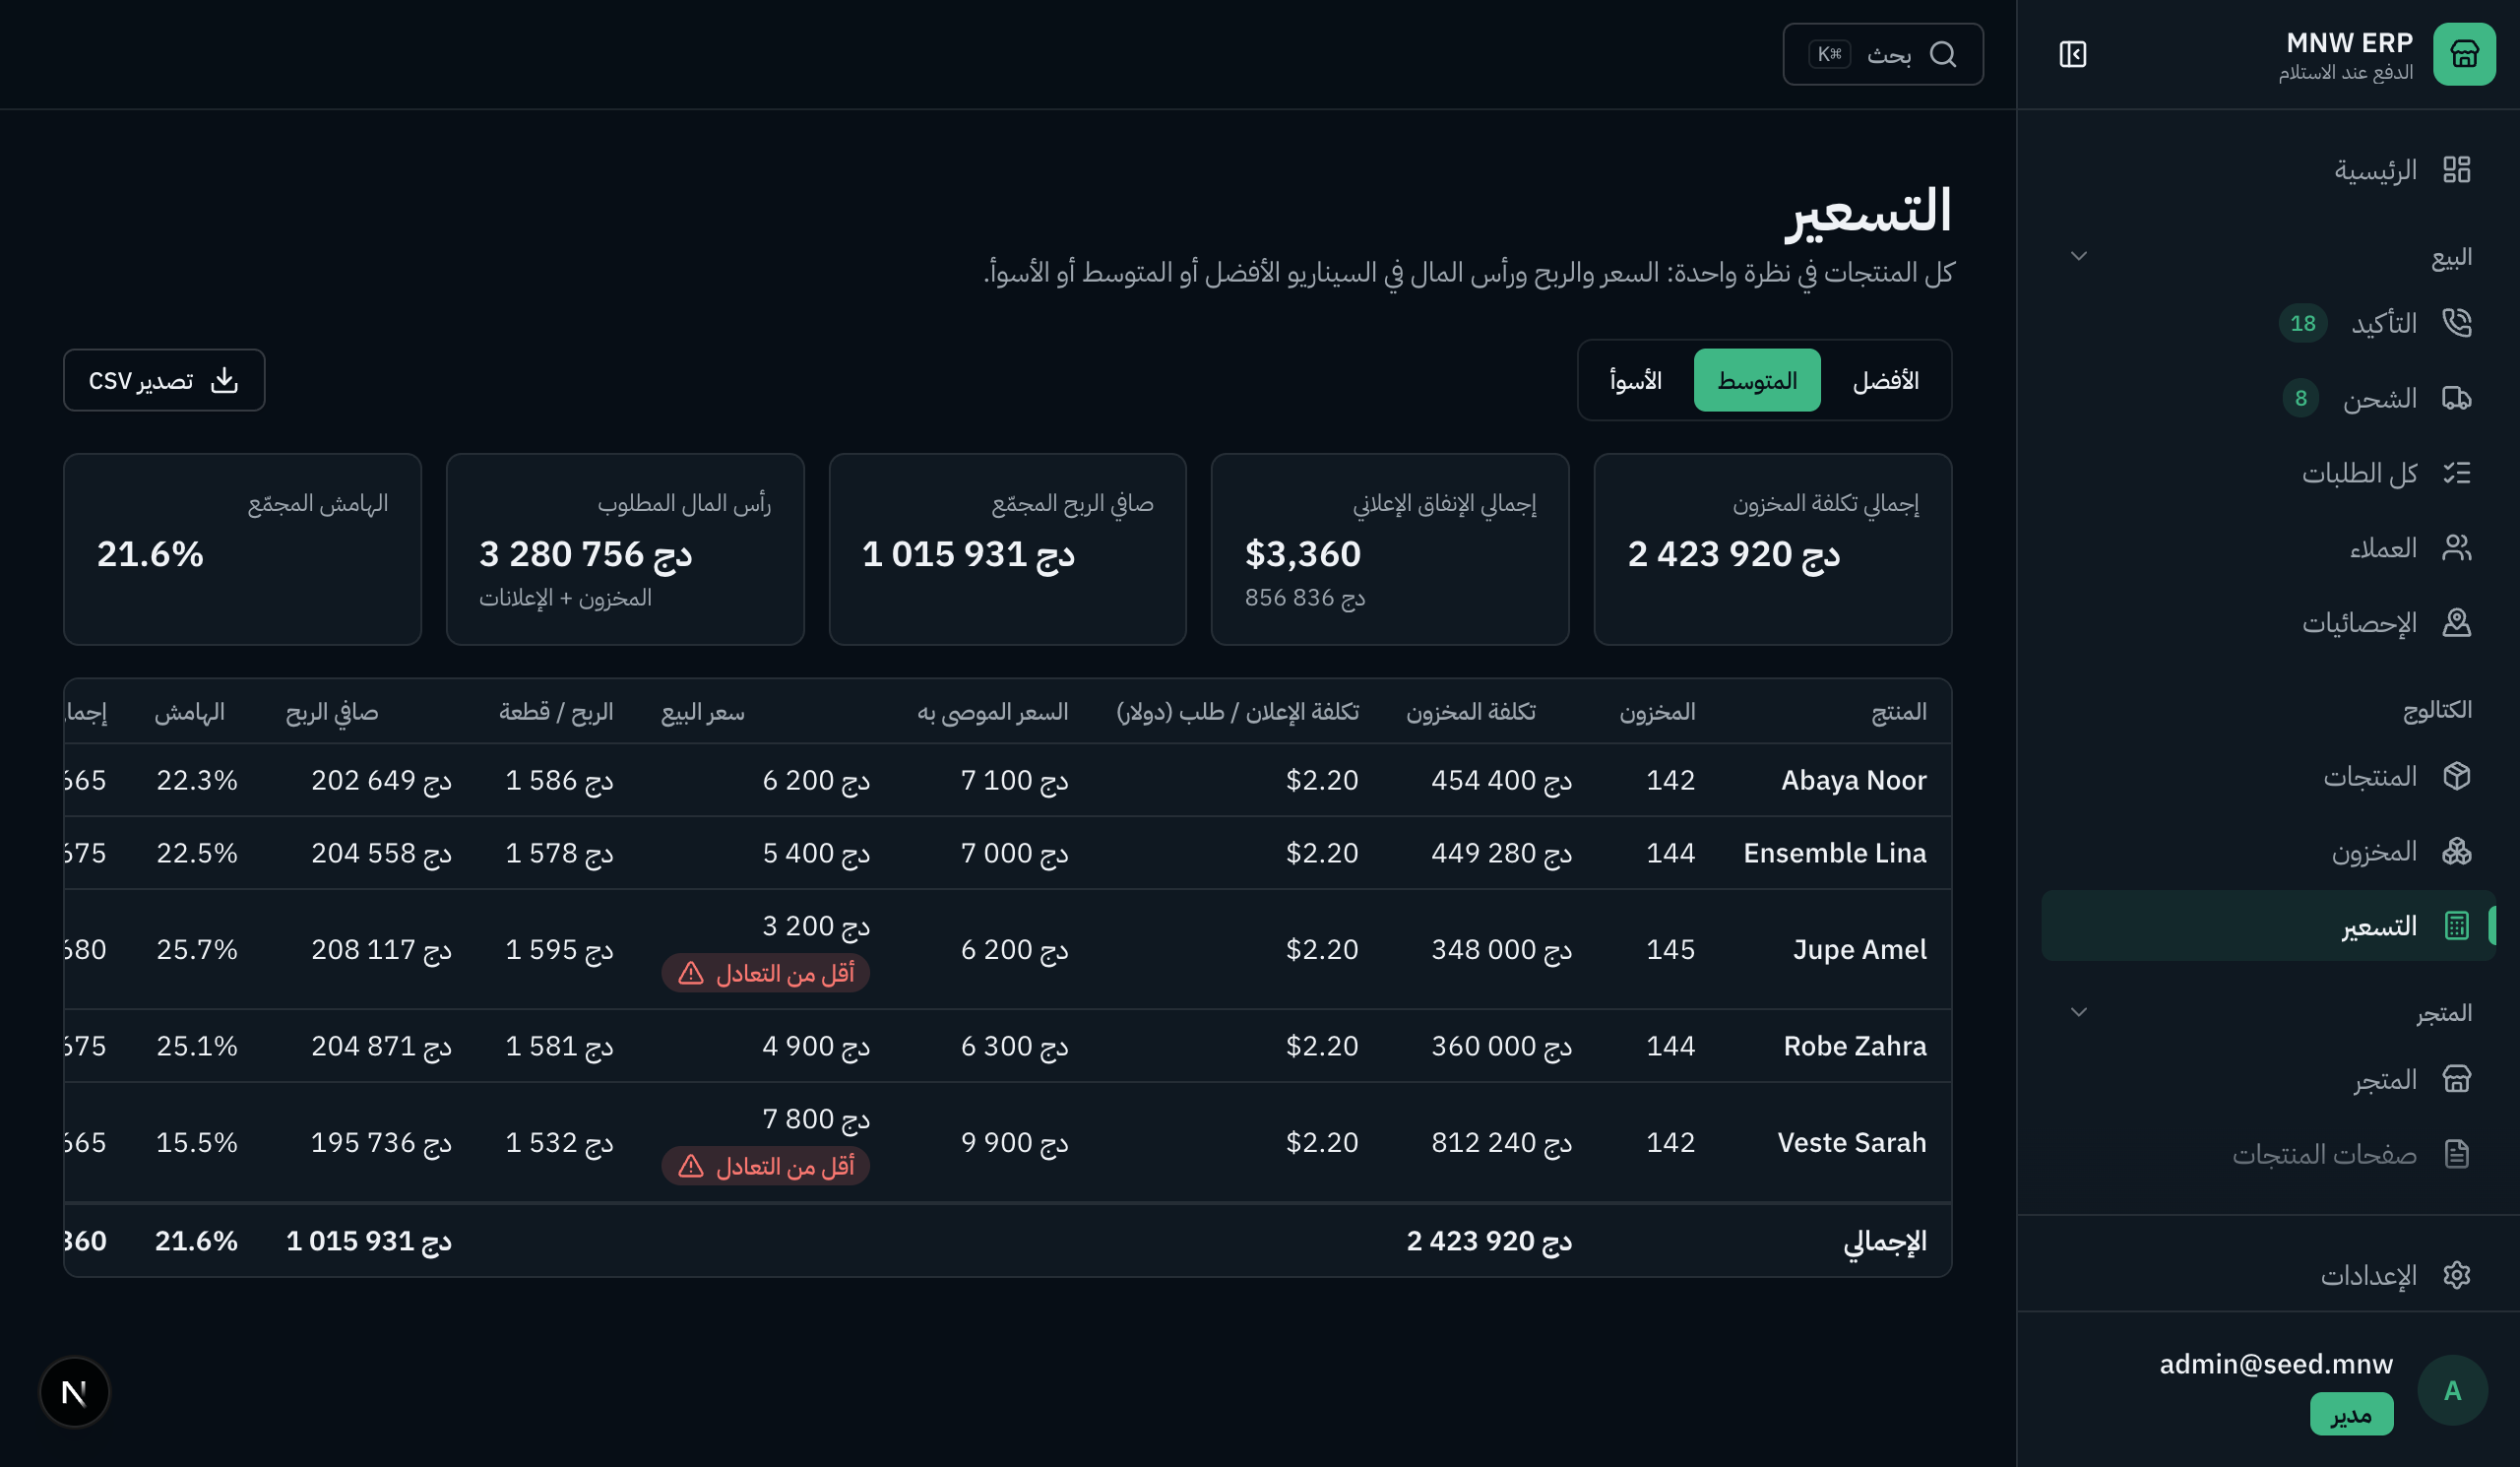 MNW ERP
الدفع عند الاستلام
الرئيسية
البيع
التأكيد 18
الشحن 8
كل الطلبات
العملاء
الإحصائيات
الكتالوج
المنتجات
المخزون
التسعير
المتجر
المتجر
صفحات المنتجات
الإعدادات
admin@seed.mnw
A
مدير
بحث ⌘K
التسعير
كل المنتجات في نظرة واحدة: السعر والربح ورأس المال في السيناريو الأفضل أو المتوسط أو الأسوأ.
الأفضل المتوسط الأسوأ
تصدير CSV
إجمالي تكلفة المخزون
2 423 920 دج
إجمالي الإنفاق الإعلاني
$3,360
856 836 دج
صافي الربح المجمّع
1 015 931 دج
رأس المال المطلوب
3 280 756 دج
المخزون + الإعلانات
الهامش المجمّع
21.6%
المنتج المخزون تكلفة المخزون تكلفة الإعلان / طلب (دولار) السعر الموصى به سعر البيع الربح / قطعة صافي الربح الهامش
Abaya Noor 142 454 400 دج $2.20 7 100 دج 6 200 دج 1 586 دج 202 649 دج 22.3%
Ensemble Lina 144 449 280 دج $2.20 7 000 دج 5 400 دج 1 578 دج 204 558 دج 22.5%
Jupe Amel 145 348 000 دج $2.20 6 200 دج 3 200 دج أقل من التعادل 1 595 دج 208 117 دج 25.7%
Robe Zahra 144 360 000 دج $2.20 6 300 دج 4 900 دج 1 581 دج 204 871 دج 25.1%
Veste Sarah 142 812 240 دج $2.20 9 900 دج 7 800 دج أقل من التعادل 1 532 دج 195 736 دج 15.5%
الإجمالي 2 423 920 دج 1 015 931 دج 21.6%
N